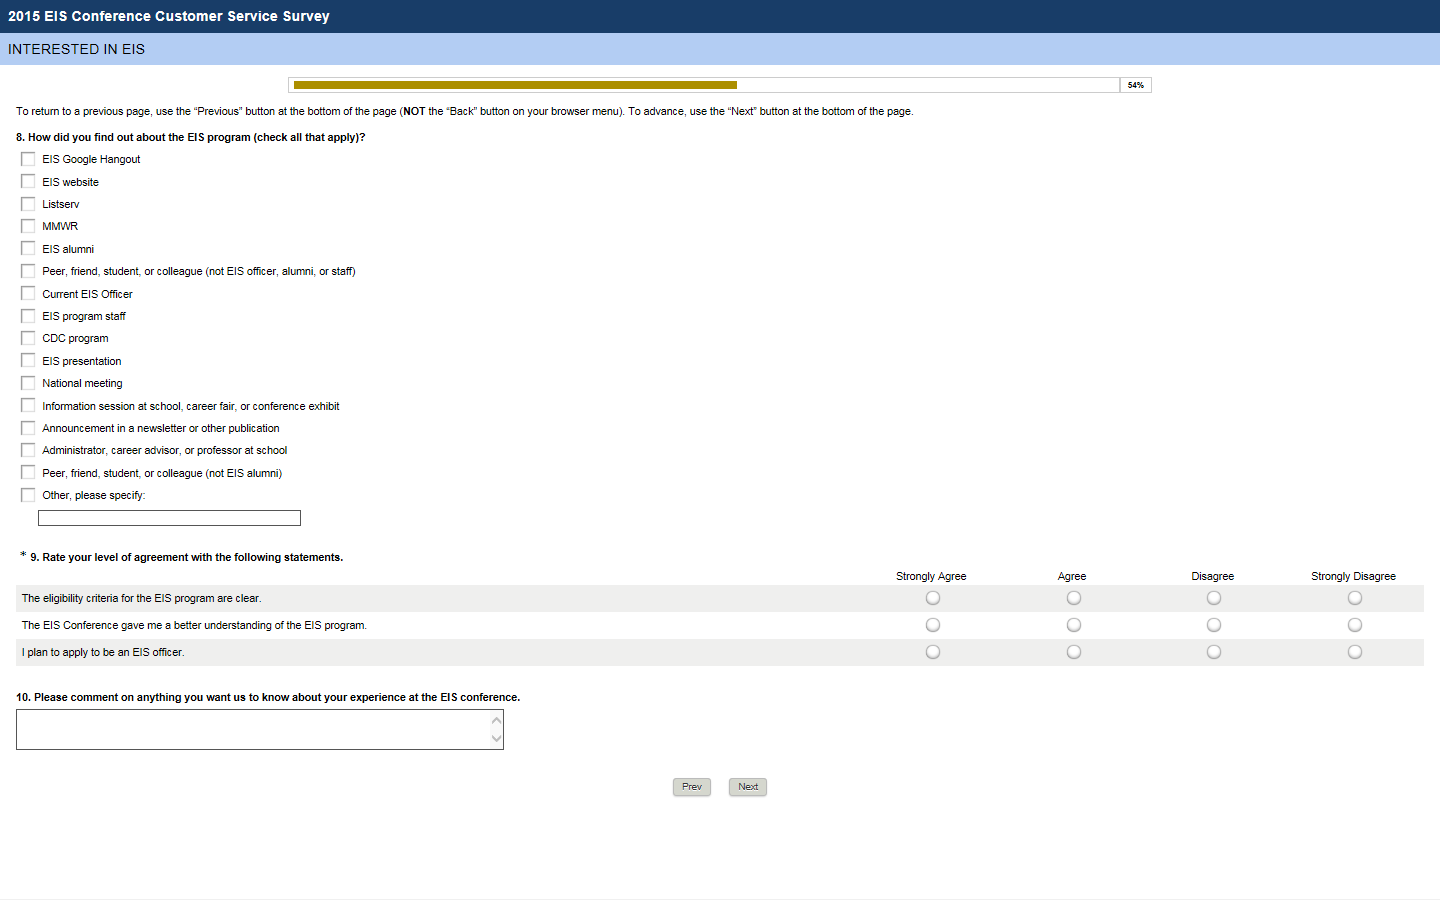 2015 EIS Conference Customer Service Survey
INTERESTED IN EIS
54%
To return to a previous page, use the “Previous” button at the bottom of the page (NOT the “Back” button on your browser menu). To advance, use the “Next” button at the bottom of the page.
8. How did you find out about the EIS program (check all that apply)?
EIS Google Hangout
EIS website
Listserv
MMWR
EIS alumni
Peer, friend, student, or colleague (not EIS officer, alumni, or staff)
Current EIS Officer
EIS program staff
CDC program
EIS presentation
National meeting
Information session at school, career fair, or conference exhibit
Announcement in a newsletter or other publication
Administrator, career advisor, or professor at school
Peer, friend, student, or colleague (not EIS alumni)
Other, please specify:
* 9. Rate your level of agreement with the following statements.
Strongly Agree Agree Disagree Strongly Disagree
The eligibility criteria for the EIS program are clear.
The EIS Conference gave me a better understanding of the EIS program.
I plan to apply to be an EIS officer.
10. Please comment on anything you want us to know about your experience at the EIS conference.
Prev Next